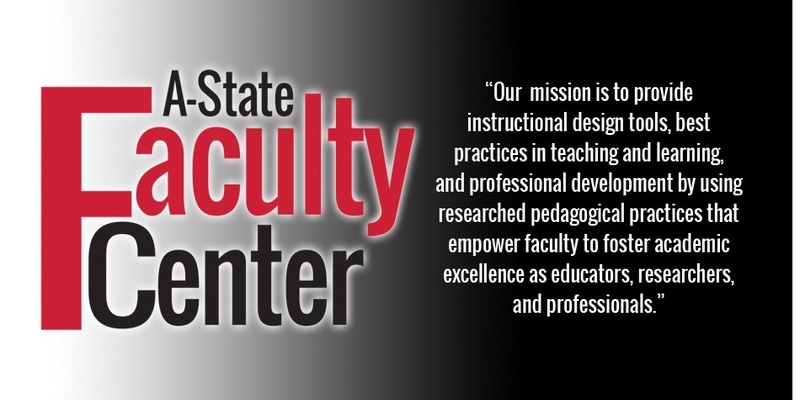 A-State
Faculty
Center
“Our mission is to provide
instructional design tools, best
practices in teaching and learning,
and professional development by using
researched pedagogical practices that
empower faculty to foster academic
excellence as educators, researchers,
and professionals.”